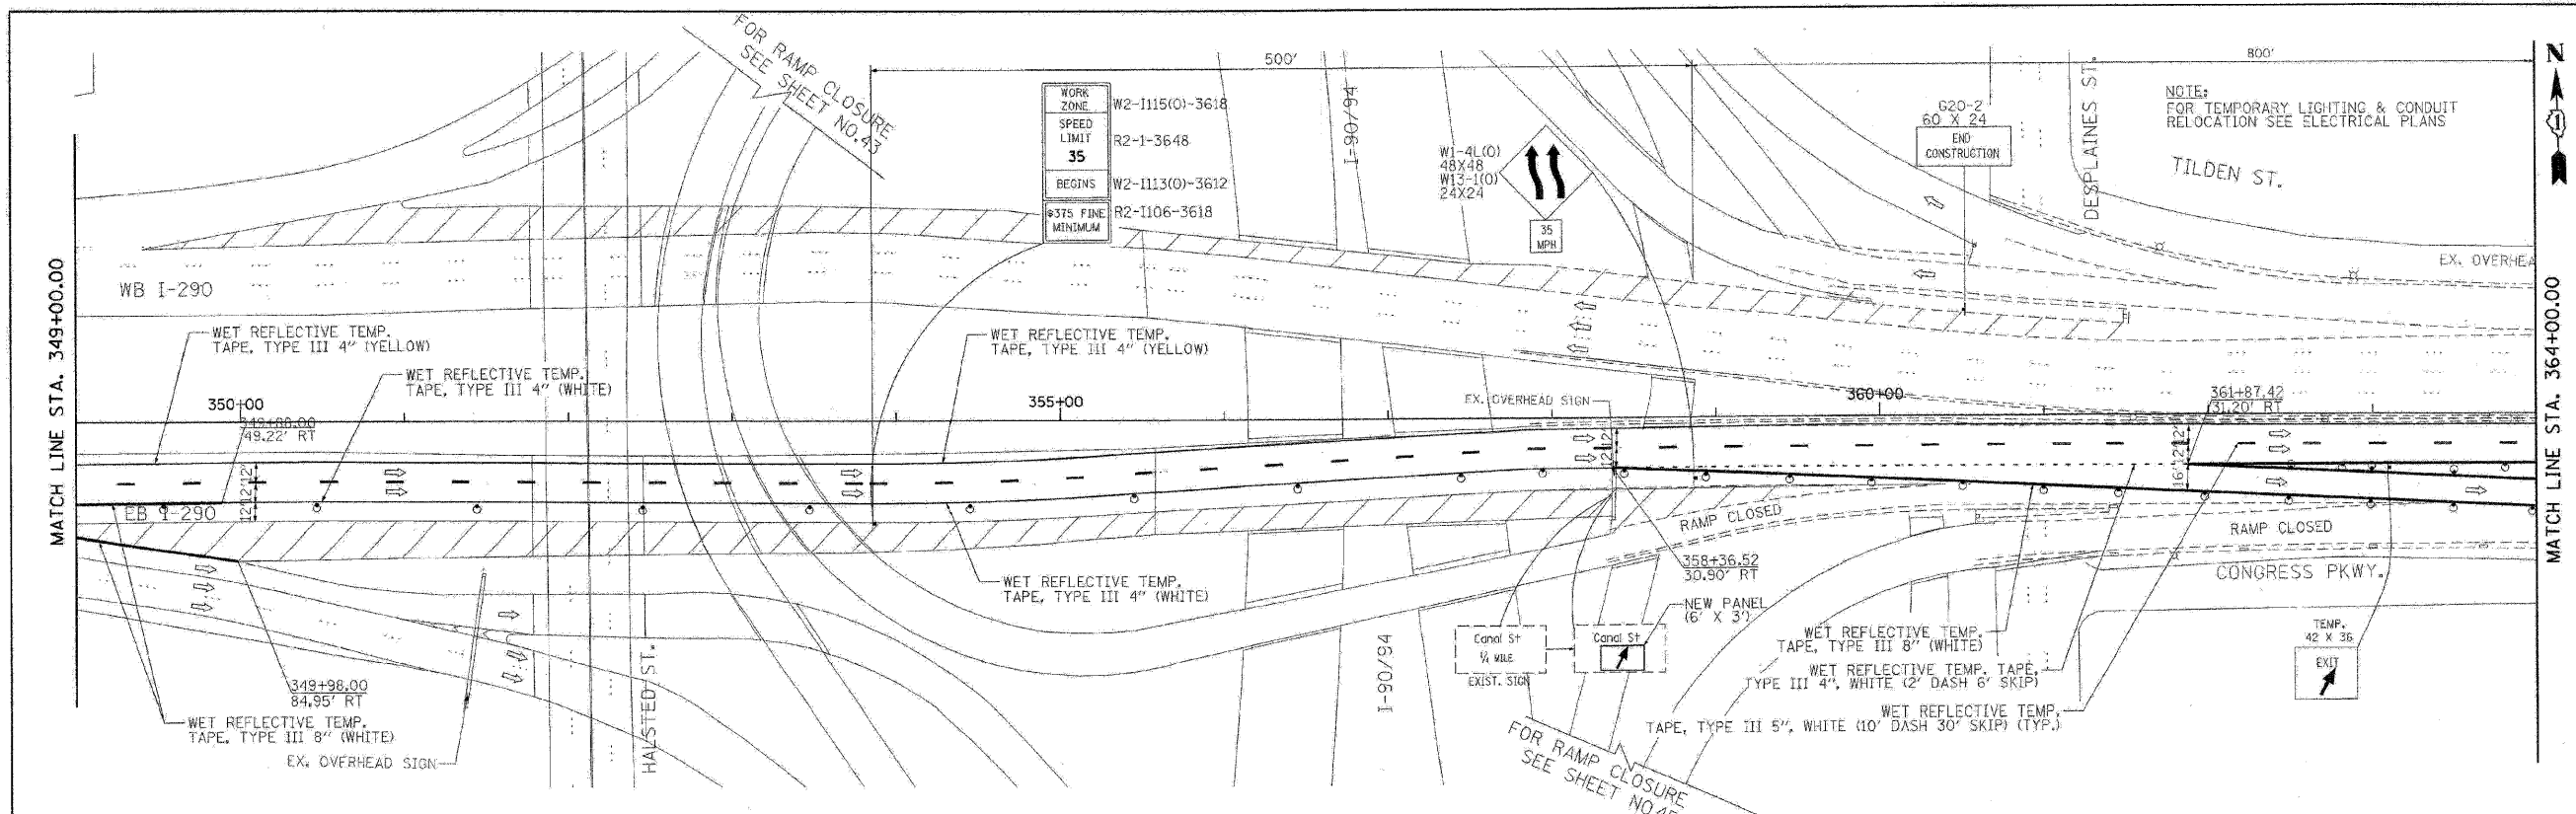 FOR RAMP CLOSURE
SEE SHEET NO.43
500'
800'
N
WORK
ZONE
W2-I115(O)-3618
SPEED
LIMIT
35
R2-1-3648
BEGINS
W2-I113(O)-3612
$375 FINE
MINIMUM
R2-I106-3618
I-90/94
W1-4L(O)
48X48
W13-1(O)
24X24
35
MPH
G20-2
60 X 24
END
CONSTRUCTION
DESPLAINES ST.
NOTE:
FOR TEMPORARY LIGHTING & CONDUIT
RELOCATION SEE ELECTRICAL PLANS
TILDEN ST.
EX. OVERHEA
MATCH LINE STA. 349+00.00
MATCH LINE STA. 364+00.00
WB I-290
WET REFLECTIVE TEMP.
TAPE, TYPE III 4" (YELLOW)
WET REFLECTIVE TEMP.
TAPE, TYPE III 4" (WHITE)
WET REFLECTIVE TEMP.
TAPE, TYPE III 4" (YELLOW)
350+00
355+00
360+00
EX. OVERHEAD SIGN
361+87.42
31.20' RT
349+88.00
49.22' RT
12'
12'
12'
12'
12'
12'
12'
12'
16'
EB I-290
RAMP CLOSED
RAMP CLOSED
358+36.52
30.90' RT
CONGRESS PKWY.
WET REFLECTIVE TEMP.
TAPE, TYPE III 4" (WHITE)
NEW PANEL
(6' X 3')
Canal St
1/4 MILE
EXIST. SIGN
Canal St
WET REFLECTIVE TEMP.
TAPE, TYPE III 8" (WHITE)
WET REFLECTIVE TEMP. TAPE,
TYPE III 4", WHITE (2' DASH 6' SKIP)
WET REFLECTIVE TEMP.
TAPE, TYPE III 5", WHITE (10' DASH 30' SKIP) (TYP.)
TEMP.
42 X 36
EXIT
349+98.00
84.95' RT
WET REFLECTIVE TEMP.
TAPE, TYPE III 8" (WHITE)
EX. OVERHEAD SIGN
HALSTED ST.
I-90/94
FOR RAMP CLOSURE
SEE SHEET